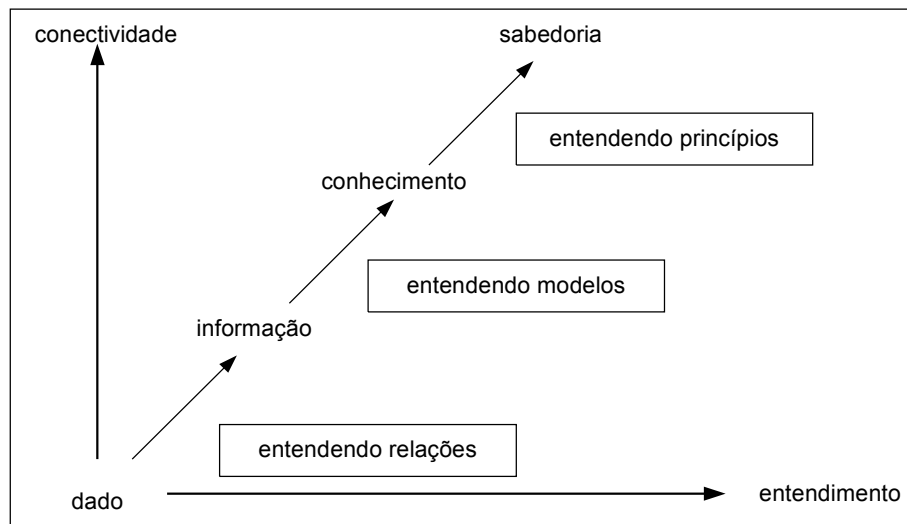 conectividade
sabedoria
entendendo princípios
conhecimento
entendendo modelos
informação
entendendo relações
dado
entendimento